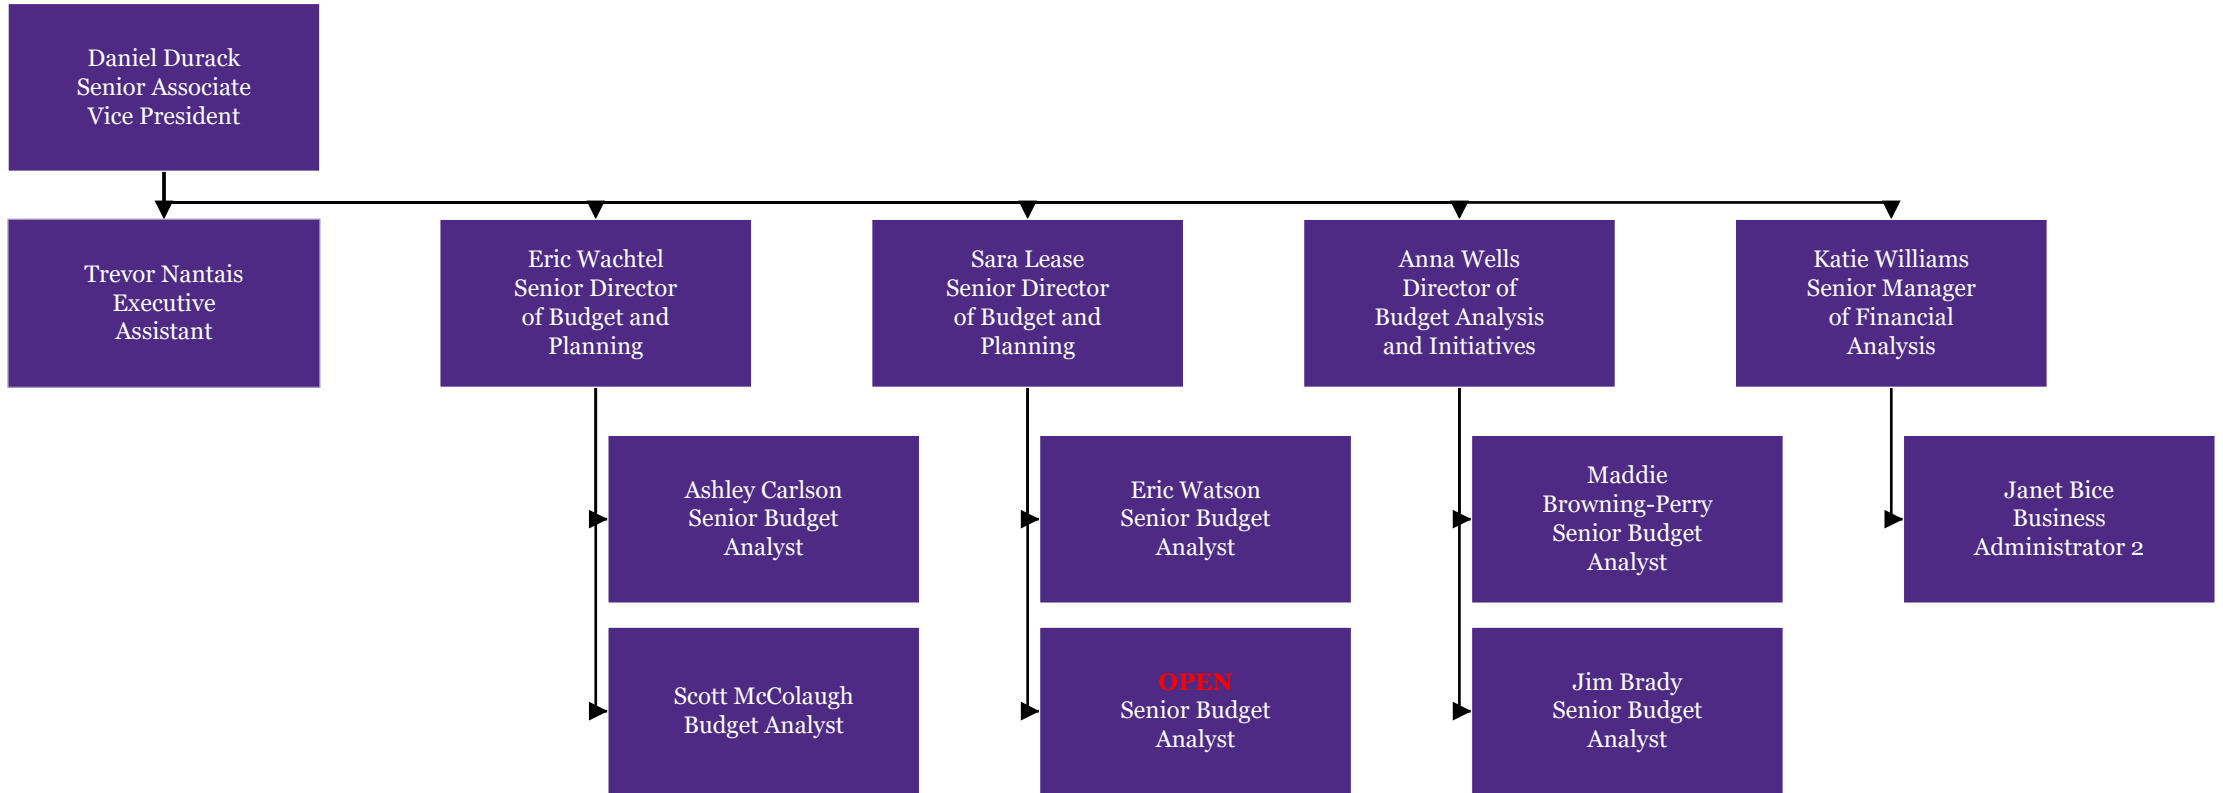 Daniel Durack
Senior Associate
Vice President
Trevor Nantais
Executive
Assistant
Eric Wachtel
Senior Director
of Budget and
Planning
Sara Lease
Senior Director
of Budget and
Planning
Anna Wells
Director of
Budget Analysis
and Initiatives
Katie Williams
Senior Manager
of Financial
Analysis
Ashley Carlson
Senior Budget
Analyst
Eric Watson
Senior Budget
Analyst
Maddie
Browning-Perry
Senior Budget
Analyst
Janet Bice
Business
Administrator 2
Scott McColaugh
Budget Analyst
OPEN
Senior Budget
Analyst
Jim Brady
Senior Budget
Analyst